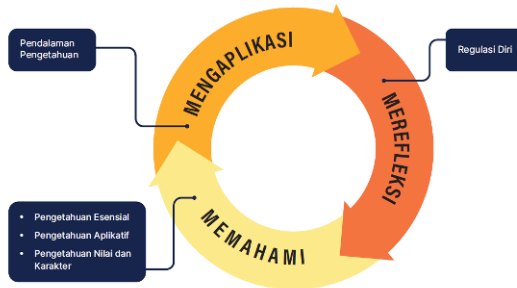 Pendalaman
Pengetahuan
MENGAPLIKASI
Regulasi Diri
MEREFLEKSI
• Pengetahuan Esensial
• Pengetahuan Aplikatif
• Pengetahuan Nilai dan
Karakter
MEMAHAMI